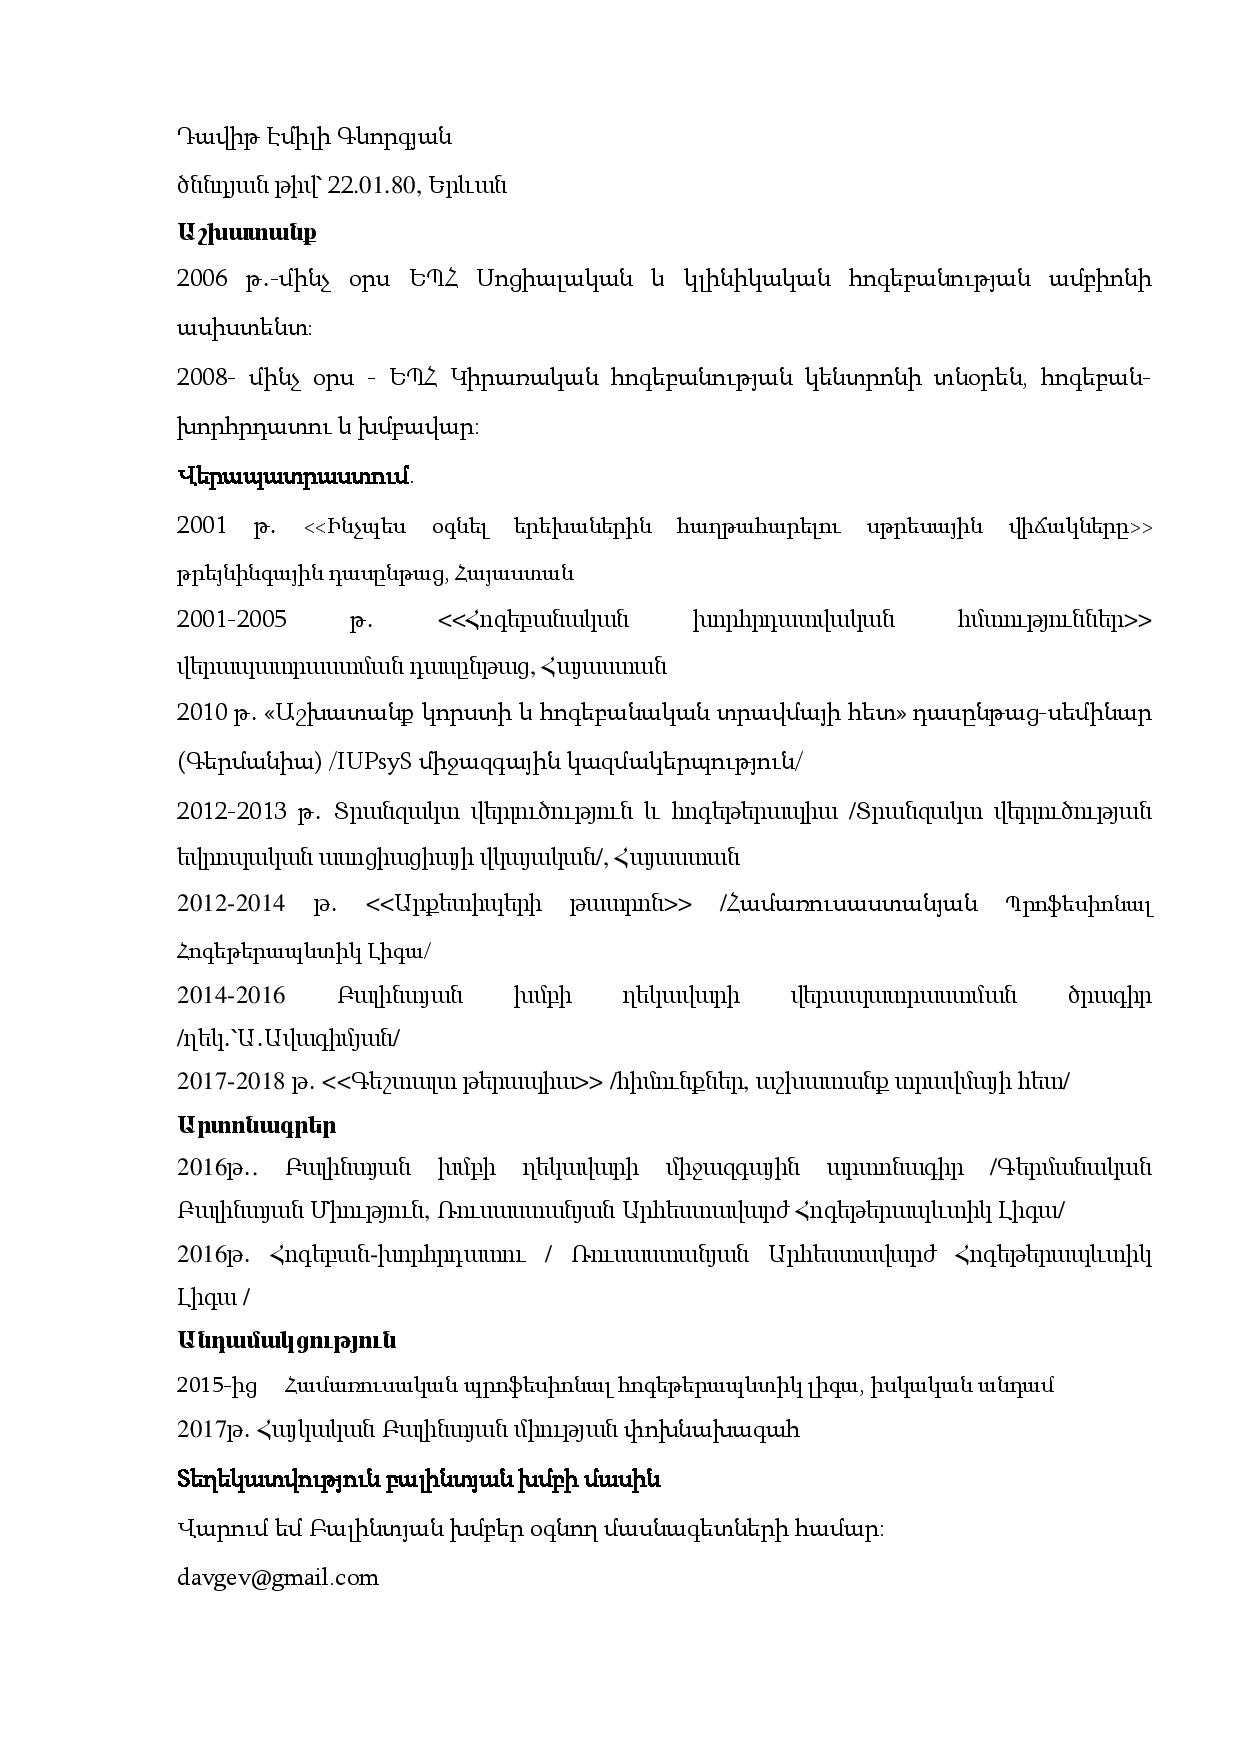 Դավիթ Էմիլի Գևորգյան
ծննդյան թիվ՝ 22.01.80, Երևան
Աշխատանք
2006 թ.-մինչ օրս ԵՊՀ Սոցիալական և կլինիկական հոգեբանության ամբիոնի
ասիստենտ։
2008- մինչ օրս - ԵՊՀ Կիրառական հոգեբանության կենտրոնի տնօրեն, հոգեբան-
խորհրդատու և խմբավար։
Վերապատրաստում.
2001 թ. <<Ինչպես օգնել երեխաներին հաղթահարելու սթրեսային վիճակները>>
թրեյնինգային դասընթաց, Հայաստան
2001-2005 թ. <<Հոգեբանական խորհրդատվական հմտություններ>>
վերապատրաստման դասընթաց, Հայաստան
2010 թ. «Աշխատանք կորստի և հոգեբանական տրավմայի հետ» դասընթաց-սեմինար
(Գերմանիա) /IUPsyS միջազգային կազմակերպություն/
2012-2013 թ. Տրանզակտ վերլուծություն և հոգեթերապիա /Տրանզակտ վերլուծության
եվրոպական ասոցիացիայի վկայական/, Հայաստան
2012-2014 թ. <<Արքետիպերի թատրոն>> /Համառուսաստանյան Պրոֆեսիոնալ
Հոգեթերապևտիկ Լիգա/
2014-2016 Բալինտյան խմբի ղեկավարի վերապատրաստման ծրագիր
/ղեկ.՝Ա.Ավագիմյան/
2017-2018 թ. <<Գեշտալտ թերապիա>> /հիմունքներ, աշխատանք տրավմայի հետ/
Արտոնագրեր
2016թ.. Բալինտյան խմբի ղեկավարի միջազգային արտոնագիր /Գերմանական
Բալինտյան Միություն, Ռուսաստանյան Արհեստավարժ Հոգեթերապևտիկ Լիգա/
2016թ. Հոգեբան-խորհրդատու / Ռուսաստանյան Արհեստավարժ Հոգեթերապևտիկ
Լիգա /
Անդամակցություն
2015-ից Համառուսական պրոֆեսիոնալ հոգեթերապևտիկ լիգա, իսկական անդամ
2017թ. Հայկական Բալինտյան միության փոխնախագահ
Տեղեկատվություն բալինտյան խմբի մասին
Վարում եմ Բալինտյան խմբեր օգնող մասնագետների համար։
davgev@gmail.com